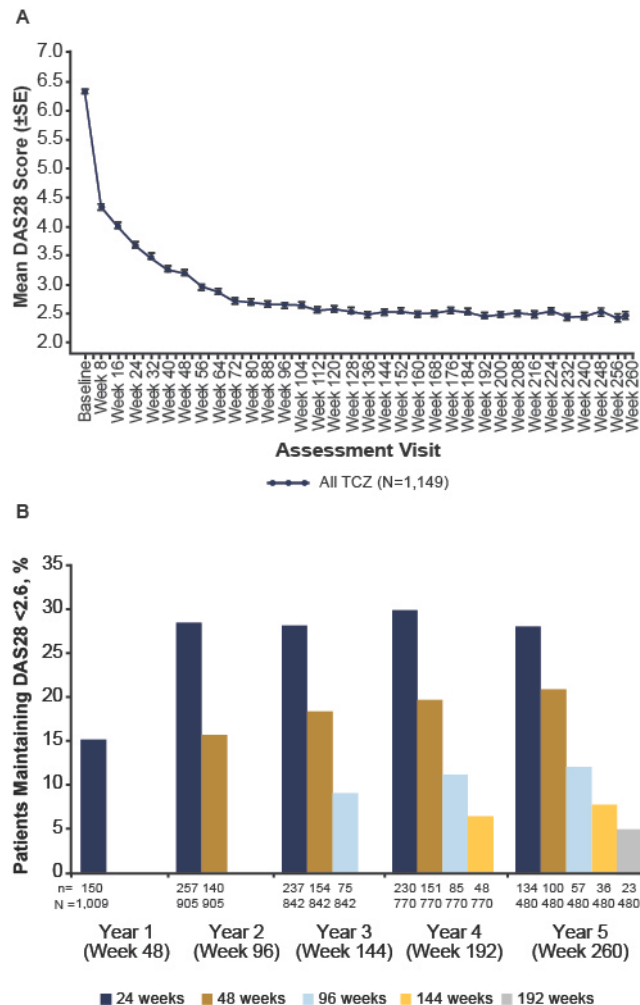 A
Mean DAS28 Score (±SE)
7.0
6.5
6.0
5.5
5.0
4.5
4.0
3.5
3.0
2.5
2.0
Baseline
Week 8
Week 16
Week 24
Week 32
Week 40
Week 48
Week 56
Week 64
Week 72
Week 80
Week 88
Week 96
Week 104
Week 112
Week 120
Week 128
Week 136
Week 144
Week 152
Week 160
Week 168
Week 176
Week 184
Week 192
Week 200
Week 208
Week 216
Week 224
Week 232
Week 240
Week 248
Week 256
Week 260
Assessment Visit
All TCZ (N=1,149)
B
Patients Maintaining DAS28 <2.6, %
35
30
25
20
15
10
5
0
n= 150 257 140 237 154 75 230 151 85 48 134 100 57 36 23
N =1,009 905 905 842 842 842 770 770 770 770 480 480 480 480 480
Year 1 Year 2 Year 3 Year 4 Year 5
(Week 48) (Week 96) (Week 144) (Week 192) (Week 260)
24 weeks 48 weeks 96 weeks 144 weeks 192 weeks